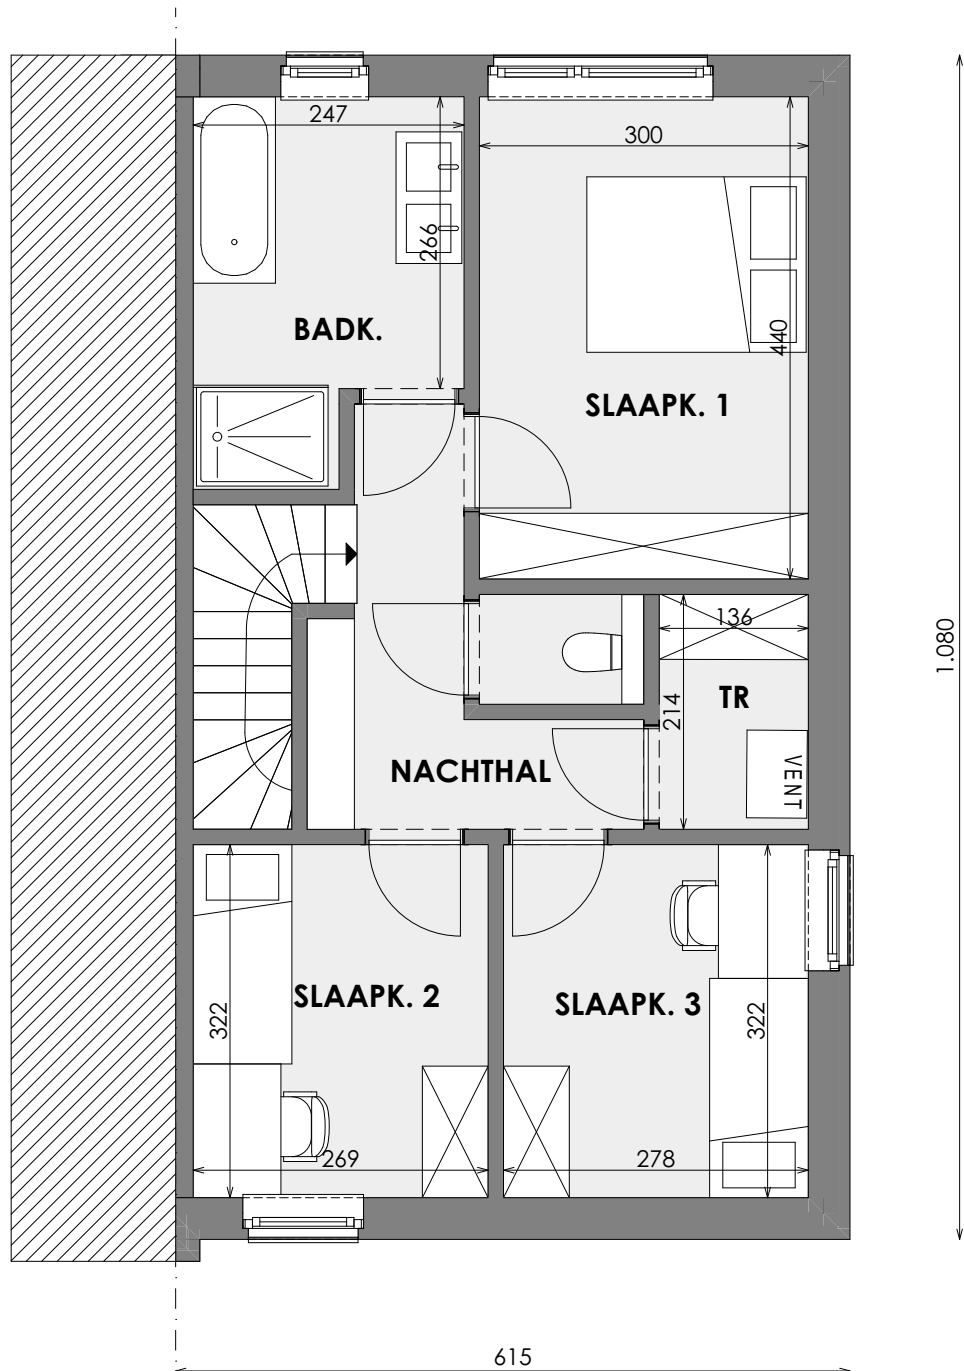 247
300
266
BADK.
440
SLAAPK. 1
136
1.080
TR
214
NACHTHAL
VENT
SLAAPK. 2
SLAAPK. 3
322
322
269
278
615